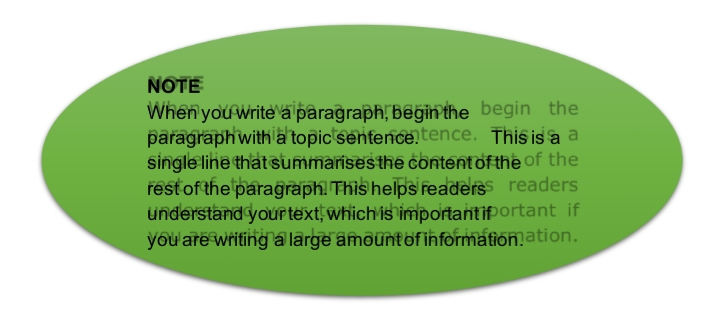 NOTE
When you write a paragraph, begin the
paragraph with a topic sentence. This is a
single line that summarises the content of the
rest of the paragraph. This helps readers
understand your text, which is important if
you are writing a large amount of information.